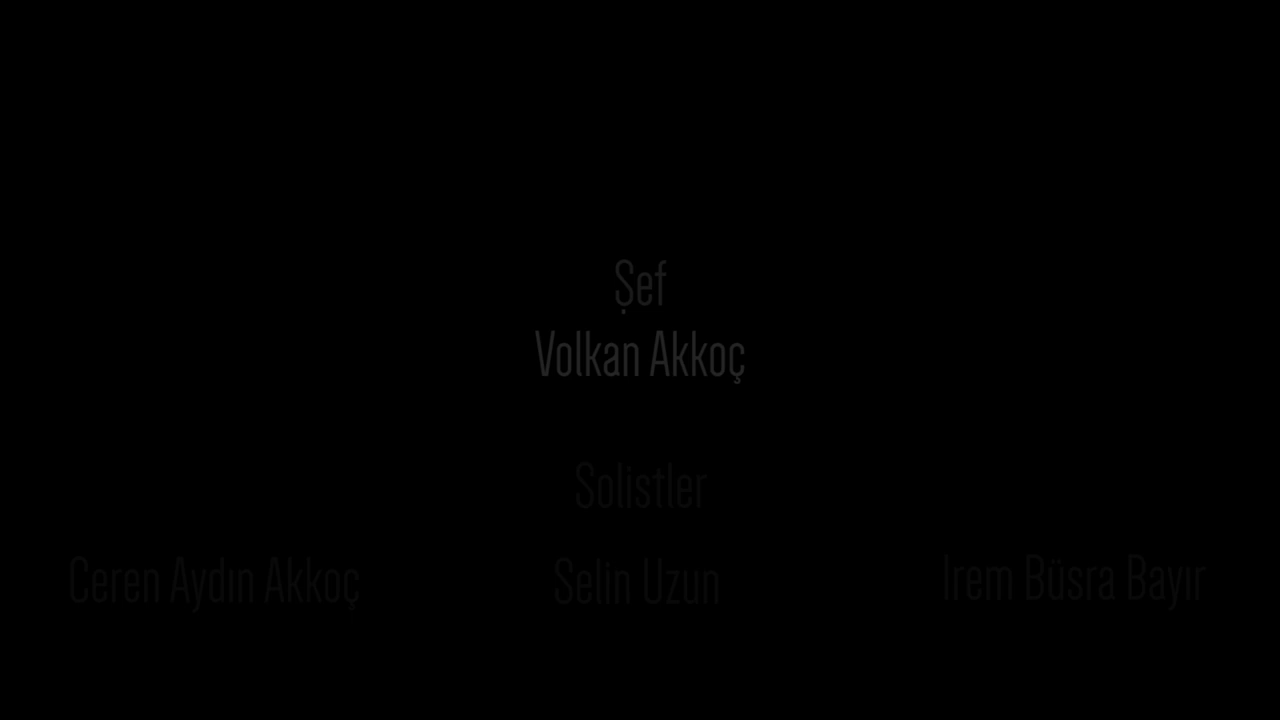 Şef
Volkan Akkoç
Solistler
Ceren Aydın Akkoç
Selin Uzun
Irem Büsra Bayır